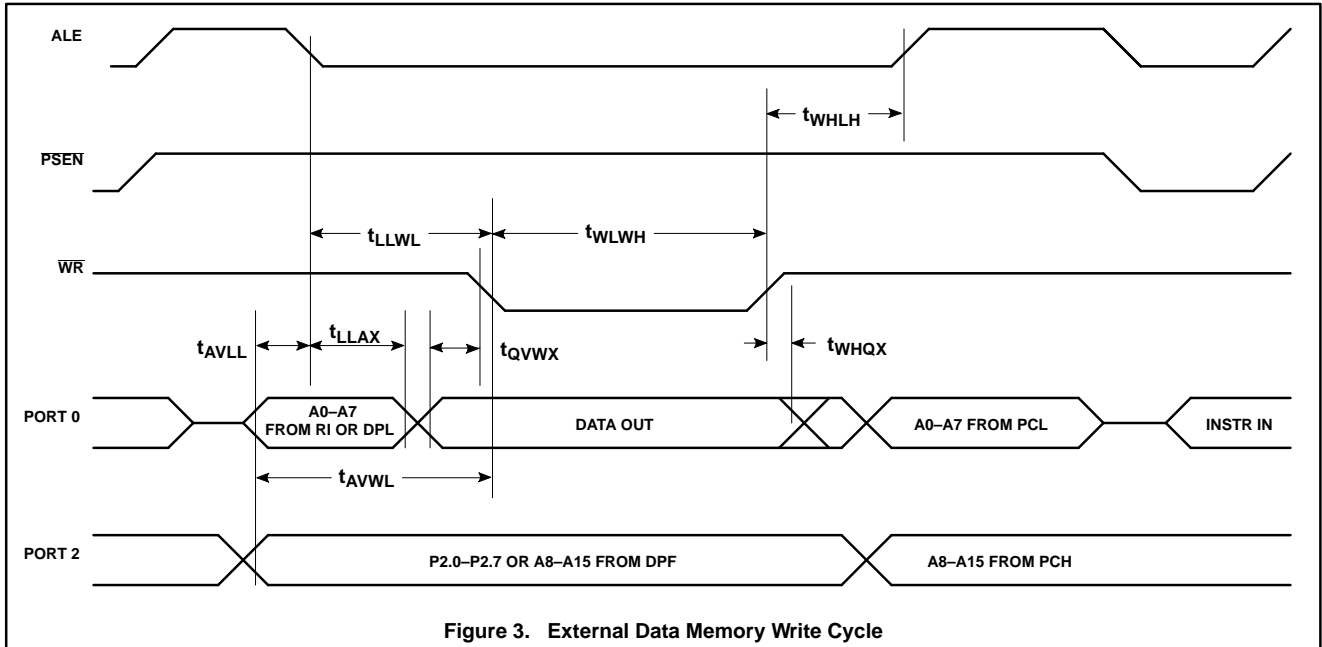 ALE
tWHLH
PSEN
tLLWL
tWLWH
WR
tAVLL
tLLAX
tQVWX
tWHQX
PORT 0
A0–A7
FROM RI OR DPL
DATA OUT
A0–A7 FROM PCL
INSTR IN
tAVWL
PORT 2
P2.0–P2.7 OR A8–A15 FROM DPF
A8–A15 FROM PCH
Figure 3. External Data Memory Write Cycle